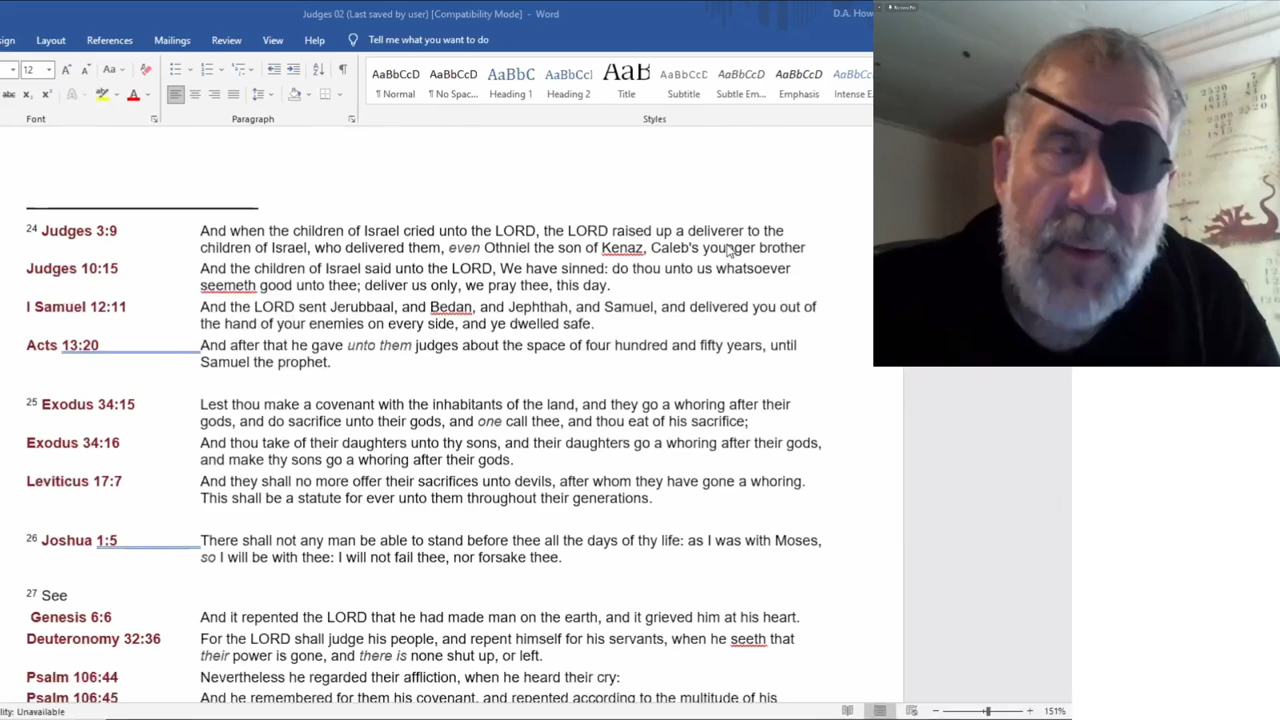 Judges 02 (Last saved by user) [Compatibility Mode] - Word
D.A. How
sign Layout References Mailings Review View Help Tell me what you want to do
12 Aa
AaBbCcD AaBbCcD AaBbC AaBbCcI AaB AaBbCcD AaBbCcD AaBbCcD AaBbCc
¶ Normal ¶ No Spac... Heading 1 Heading 2 Title Subtitle Subtle Em... Emphasis Intense E
Font Paragraph Styles
24 Judges 3:9 And when the children of Israel cried unto the LORD, the LORD raised up a deliverer to the
children of Israel, who delivered them, even Othniel the son of Kenaz, Caleb's younger brother
Judges 10:15 And the children of Israel said unto the LORD, We have sinned: do thou unto us whatsoever
seemeth good unto thee; deliver us only, we pray thee, this day.
I Samuel 12:11 And the LORD sent Jerubbaal, and Bedan, and Jephthah, and Samuel, and delivered you out of
the hand of your enemies on every side, and ye dwelled safe.
Acts 13:20 And after that he gave unto them judges about the space of four hundred and fifty years, until
Samuel the prophet.
25 Exodus 34:15 Lest thou make a covenant with the inhabitants of the land, and they go a whoring after their
gods, and do sacrifice unto their gods, and one call thee, and thou eat of his sacrifice;
Exodus 34:16 And thou take of their daughters unto thy sons, and their daughters go a whoring after their gods,
and make thy sons go a whoring after their gods.
Leviticus 17:7 And they shall no more offer their sacrifices unto devils, after whom they have gone a whoring.
This shall be a statute for ever unto them throughout their generations.
26 Joshua 1:5 There shall not any man be able to stand before thee all the days of thy life: as I was with Moses,
so I will be with thee: I will not fail thee, nor forsake thee.
27 See
Genesis 6:6 And it repented the LORD that he had made man on the earth, and it grieved him at his heart.
Deuteronomy 32:36 For the LORD shall judge his people, and repent himself for his servants, when he seeth that
their power is gone, and there is none shut up, or left.
Psalm 106:44 Nevertheless he regarded their affliction, when he heard their cry:
Psalm 106:45 And he remembered for them his covenant, and repented according to the multitude of his
lity: Unavailable
151%
2520